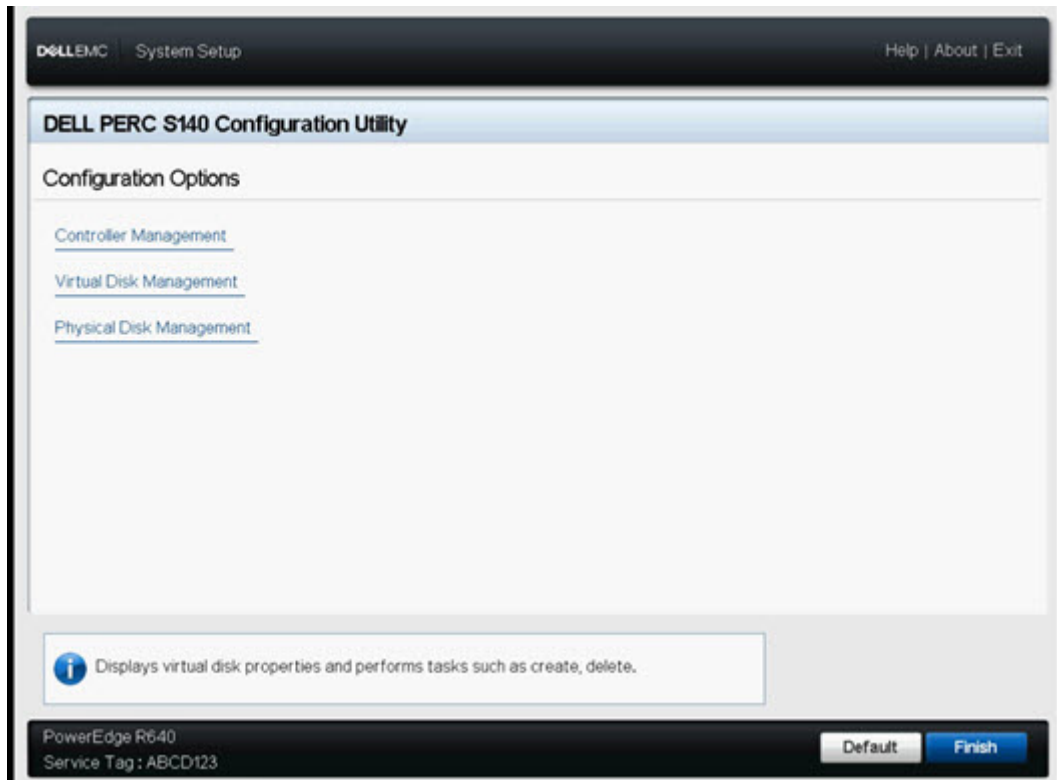 DELLEMC System Setup
Help | About | Exit
DELL PERC S140 Configuration Utility
Configuration Options
Controller Management
Virtual Disk Management
Physical Disk Management
Displays virtual disk properties and performs tasks such as create, delete.
PowerEdge R640
Service Tag : ABCD123
Default
Finish